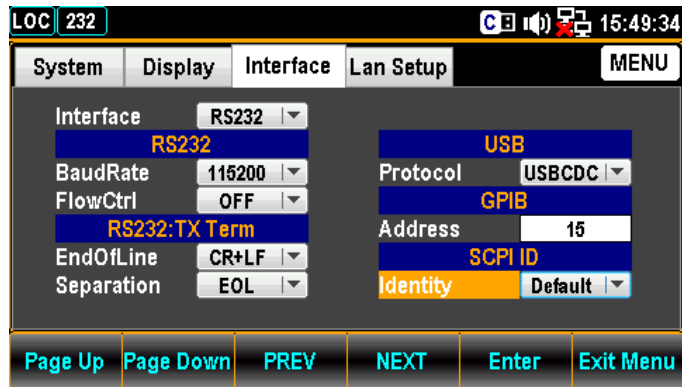 LOC 232 C 15:49:34
System Display Interface Lan Setup MENU
Interface RS232
RS232 USB
BaudRate 115200 Protocol USBCDC
FlowCtrl OFF GPIB
RS232:TX Term Address 15
EndOfLine CR+LF SCPI ID
Separation EOL Identity Default
Page Up Page Down PREV NEXT Enter Exit Menu